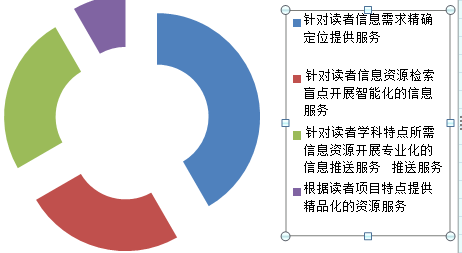 针对读者信息需求精确
定位提供服务
针对读者信息资源检索
盲点开展智能化的信息
服务
针对读者学科特点所需
信息资源开展专业化的
信息推送服务 推送服务
根据读者项目特点提供
精品化的资源服务